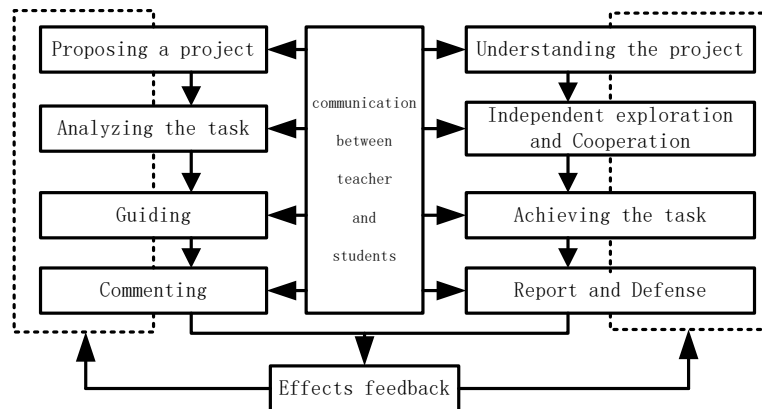 Proposing a project
Understanding the project
communication
between
teacher
and
students
Analyzing the task
Independent exploration
and Cooperation
Guiding
Achieving the task
Commenting
Report and Defense
Effects feedback